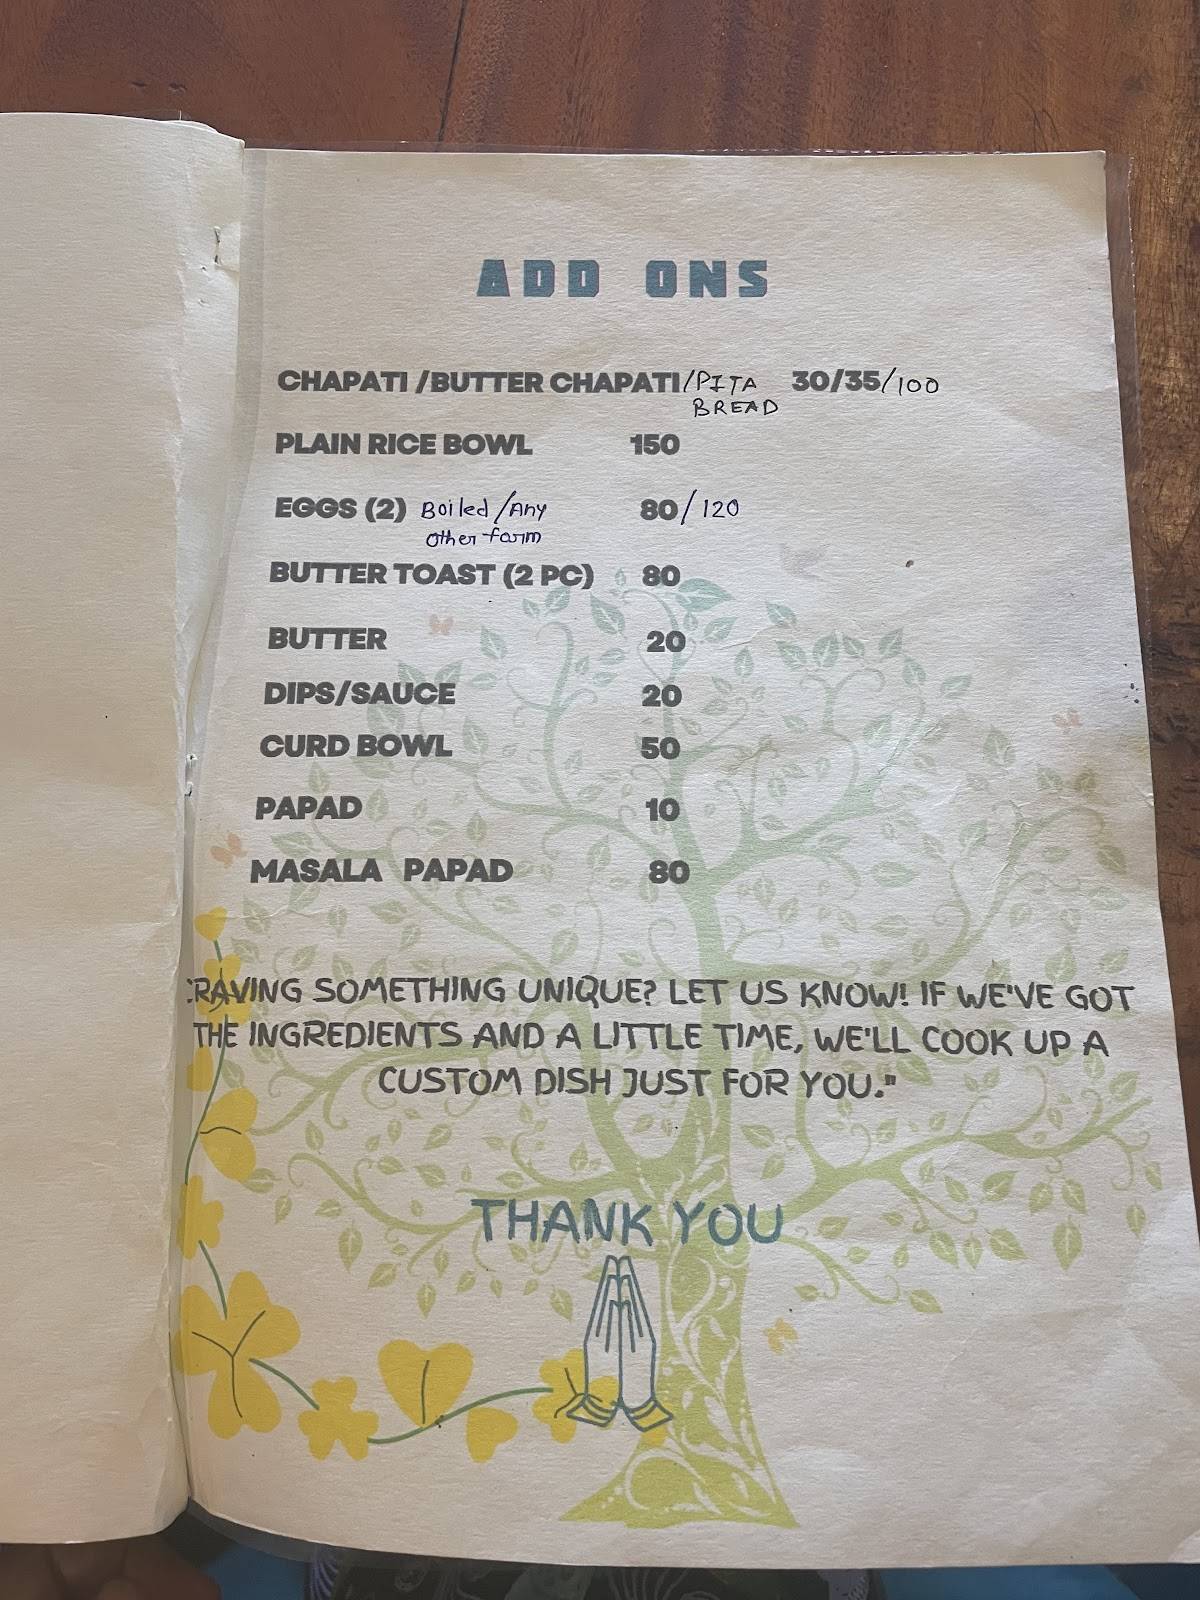 ADD ONS
CHAPATI /BUTTER CHAPATI/PITA 30/35/100
BREAD
PLAIN RICE BOWL 150
EGGS (2) Boiled/Any 80/120
other form
BUTTER TOAST (2 PC) 80
BUTTER 20
DIPS/SAUCE 20
CURD BOWL 50
PAPAD 10
MASALA PAPAD 80
RAVING SOMETHING UNIQUE? LET US KNOW! IF WE'VE GOT
THE INGREDIENTS AND A LITTLE TIME, WE'LL COOK UP A
CUSTOM DISH JUST FOR YOU."
THANK YOU